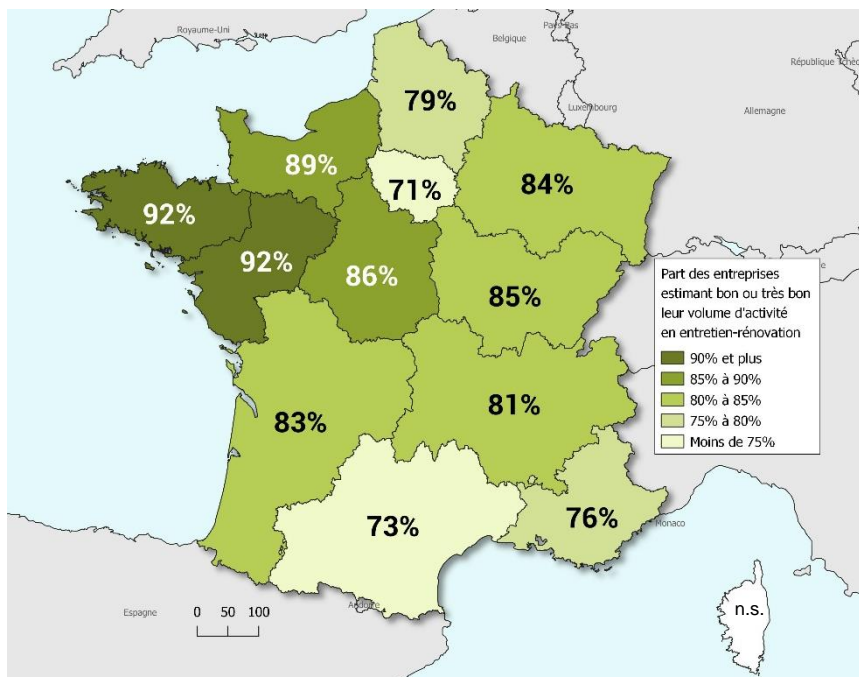 Royaume-Uni
Pays-Bas
Belgique
République Tchèque
Luxembourg
Allemagne
79%
89%
71%
84%
92%
92%
86%
85%
Part des entreprises
estimant bon ou très bon
leur volume d'activité
en entretien-rénovation
90% et plus
85% à 90%
80% à 85%
75% à 80%
Moins de 75%
83%
81%
73%
76%
Monaco
Espagne
0 50 100
Andorre
n.s.